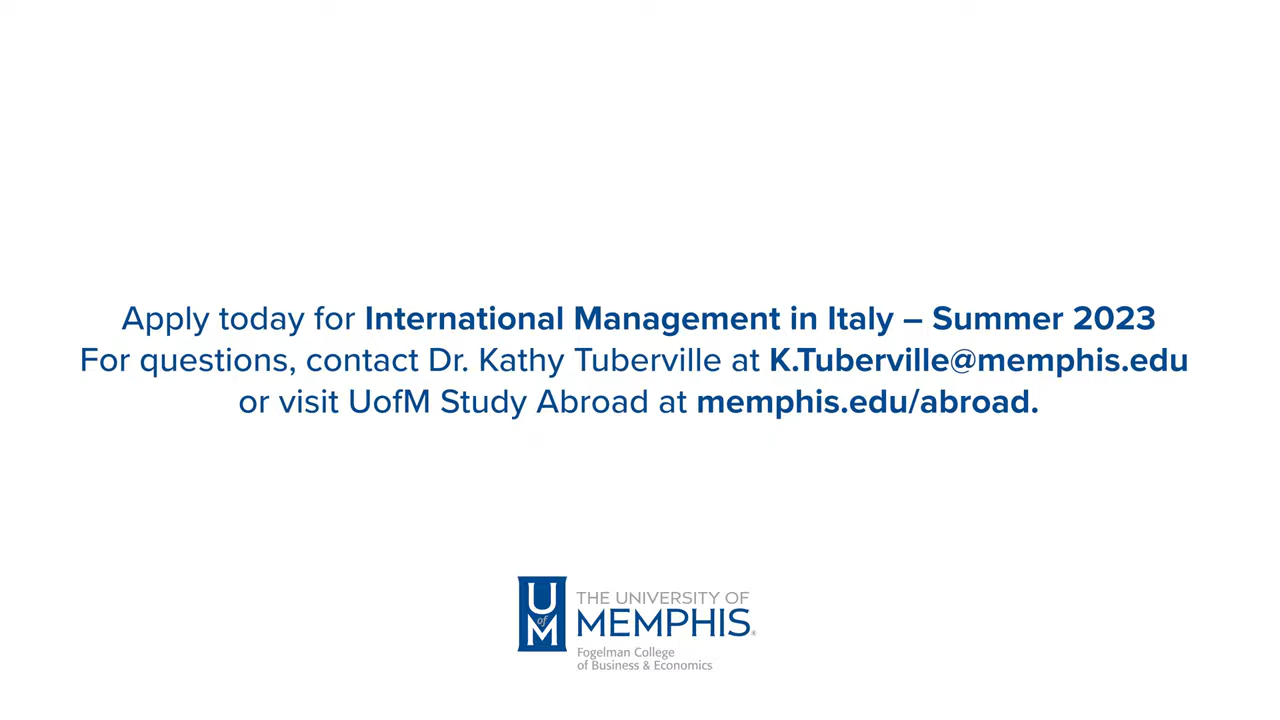 Apply today for International Management in Italy – Summer 2023
For questions, contact Dr. Kathy Tuberville at K.Tuberville@memphis.edu
or visit UofM Study Abroad at memphis.edu/abroad.
U
of
M
THE UNIVERSITY OF
MEMPHIS®
Fogelman College
of Business & Economics